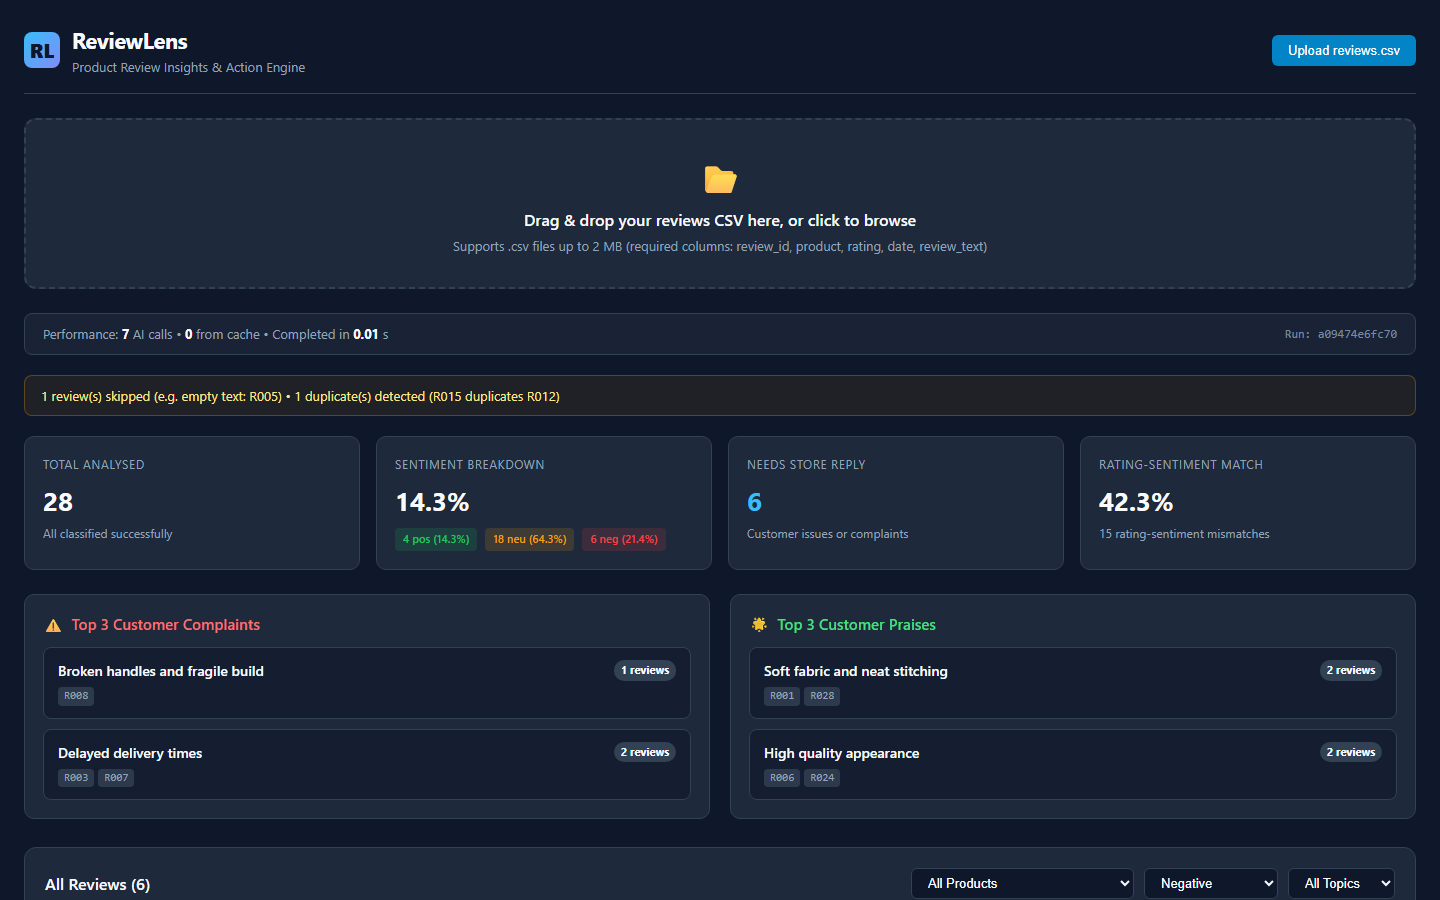 RL
ReviewLens
Product Review Insights & Action Engine
Upload reviews.csv
Drag & drop your reviews CSV here, or click to browse
Supports .csv files up to 2 MB (required columns: review_id, product, rating, date, review_text)
Performance: 7 AI calls • 0 from cache • Completed in 0.01 s
Run: a09474e6fc70
1 review(s) skipped (e.g. empty text: R005) • 1 duplicate(s) detected (R015 duplicates R012)
TOTAL ANALYSED
28
All classified successfully
SENTIMENT BREAKDOWN
14.3%
4 pos (14.3%) 18 neu (64.3%) 6 neg (21.4%)
NEEDS STORE REPLY
6
Customer issues or complaints
RATING-SENTIMENT MATCH
42.3%
15 rating-sentiment mismatches
Top 3 Customer Complaints
Broken handles and fragile build 1 reviews
R008
Delayed delivery times 2 reviews
R003 R007
Top 3 Customer Praises
Soft fabric and neat stitching 2 reviews
R001 R028
High quality appearance 2 reviews
R006 R024
All Reviews (6)
All Products Negative All Topics